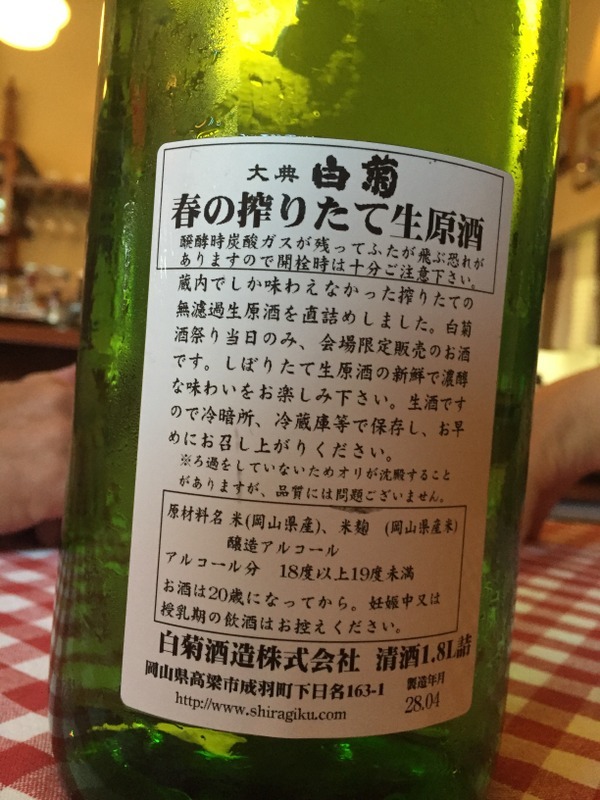 大典 白菊
春の搾りたて生原酒
醗酵時炭酸ガスが残ってふたが飛ぶ恐れが
ありますので開栓時は十分ご注意下さい。
蔵内でしか味わえなかった搾りたての
無濾過生原酒を直詰めしました。白菊
酒祭り当日のみ、会場限定販売のお酒
です。しぼりたて生原酒の新鮮で濃醇
な味わいをお楽しみ下さい。生酒です
ので冷暗所、冷蔵庫等で保存し、お早
めにお召し上がりください。
※ろ過をしていないためオリが沈殿すること
がありますが、品質には問題ございません。
原材料名 米(岡山県産)、米麹 (岡山県産米)
醸造アルコール
アルコール分 18度以上19度未満
お酒は20歳になってから。妊娠中又は
授乳期の飲酒はお控えください。
白菊酒造株式会社 清酒1.8L詰
岡山県高梁市成羽町下日名163-1 製造年月
http://www.shiragiku.com 28.04